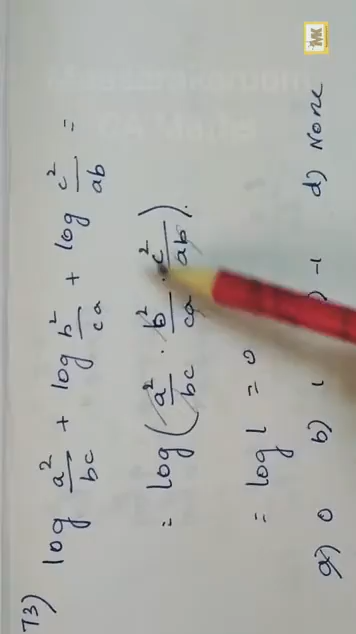 73) log a²/bc + log b²/ca + log c²/ab =
= log (a²/bc · b²/ca · c²/ab).
= log 1 = 0
a) 0 b) 1 ) -1 d) None
MK